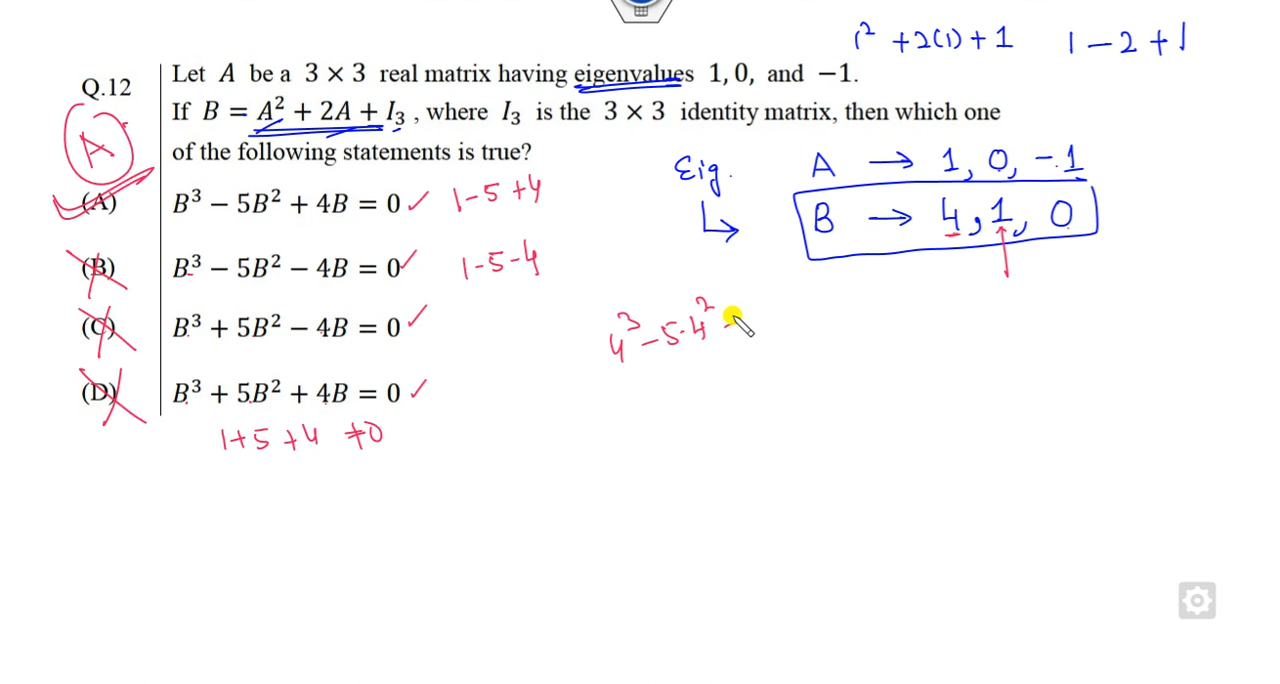 1² + 2(1) + 1    1 - 2 + 1
Q.12 Let A be a 3 × 3 real matrix having eigenvalues 1, 0, and −1.
If B = A² + 2A + I₃ , where I₃ is the 3 × 3 identity matrix, then which one
of the following statements is true?
A
Eig. A → 1, 0, -1
B → 4, 1, 0
(A) B³ − 5B² + 4B = 0 ✓ 1-5+4
(B) B³ − 5B² − 4B = 0 ✓ 1-5-4
(C) B³ + 5B² − 4B = 0 ✓
4³ - 5·4² -
(D) B³ + 5B² + 4B = 0 ✓
1+5+4 ≠0